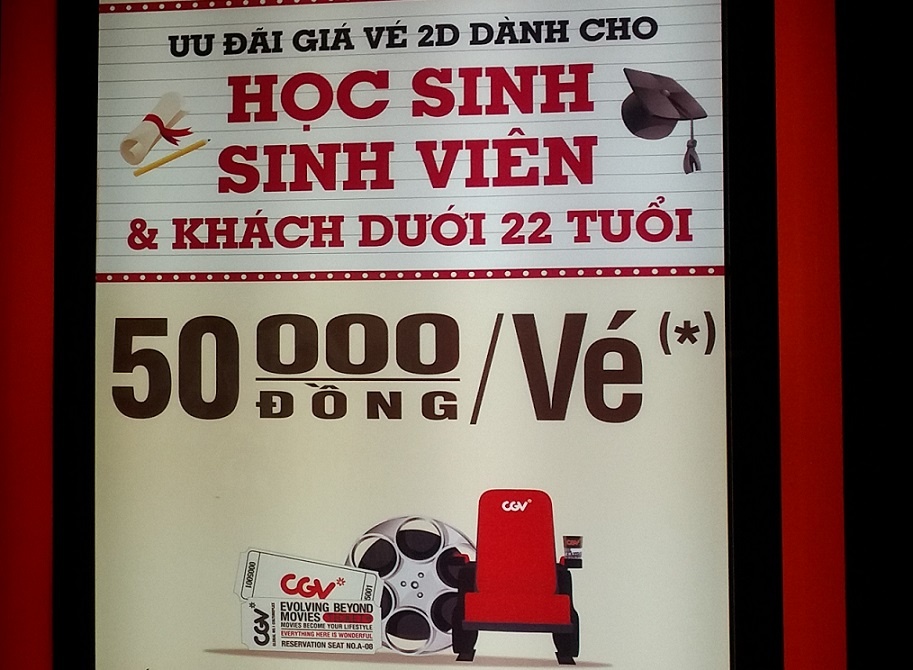 ƯU ĐÃI GIÁ VÉ 2D DÀNH CHO
HỌC SINH
SINH VIÊN
& KHÁCH DƯỚI 22 TUỔI
50 000 ĐỒNG /Vé (*)
CGV*
CGV
CGV*
EVOLVING BEYOND
MOVIES
MOVIES BECOME YOUR LIFESTYLE
EVERYTHING HERE IS WONDERFUL
RESERVATION SEAT NO.A-08
CGV*